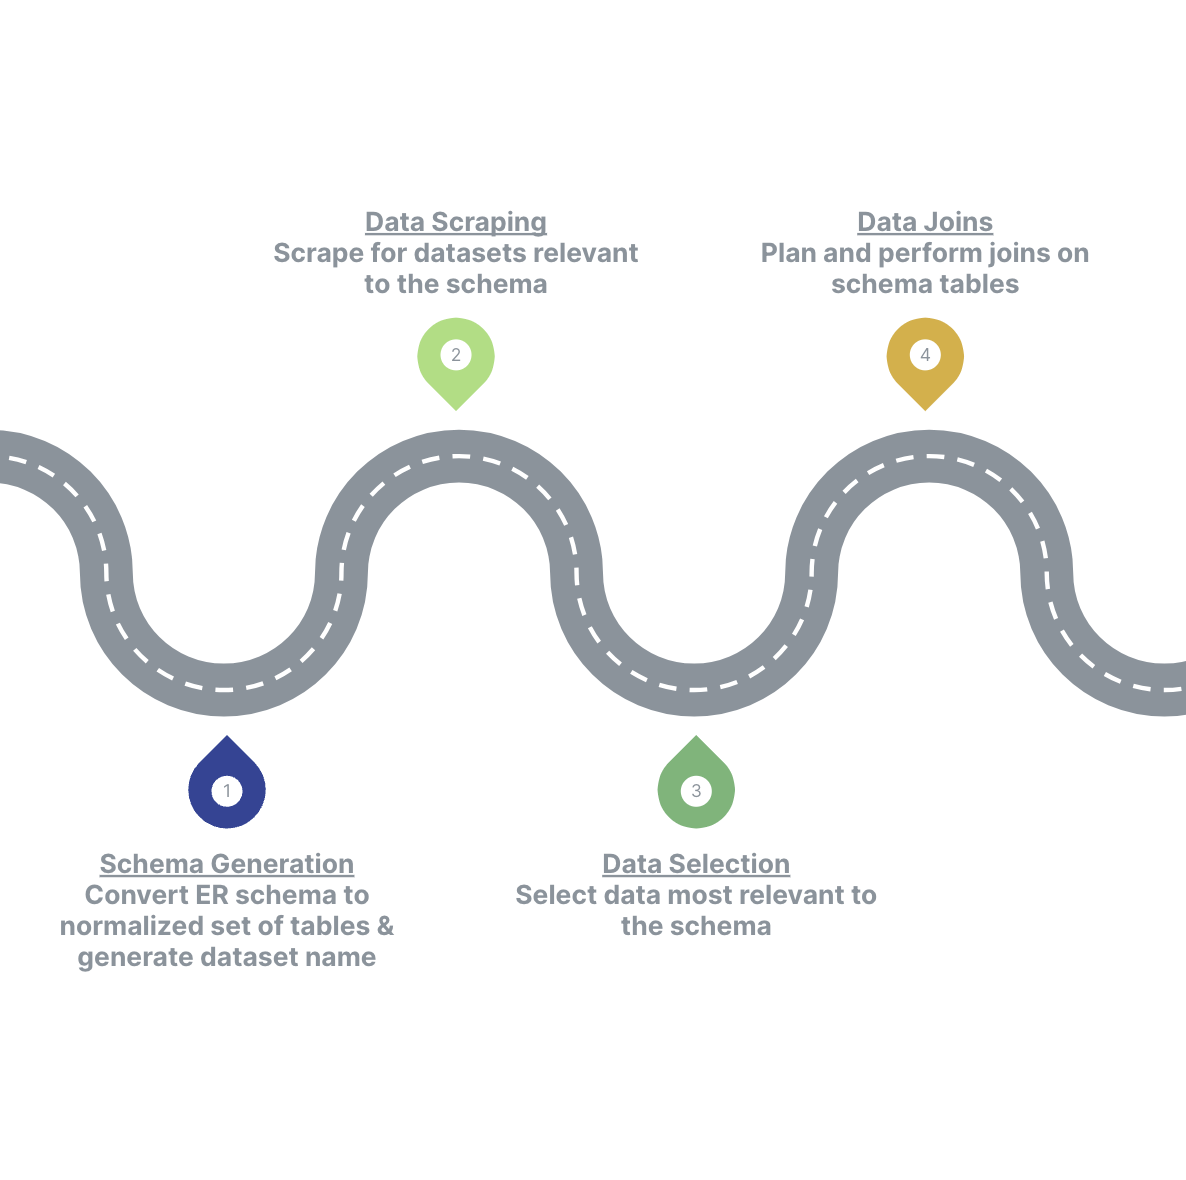 Data Scraping
Scrape for datasets relevant
to the schema
2
Data Joins
Plan and perform joins on
schema tables
4
1
Schema Generation
Convert ER schema to
normalized set of tables &
generate dataset name
3
Data Selection
Select data most relevant to
the schema